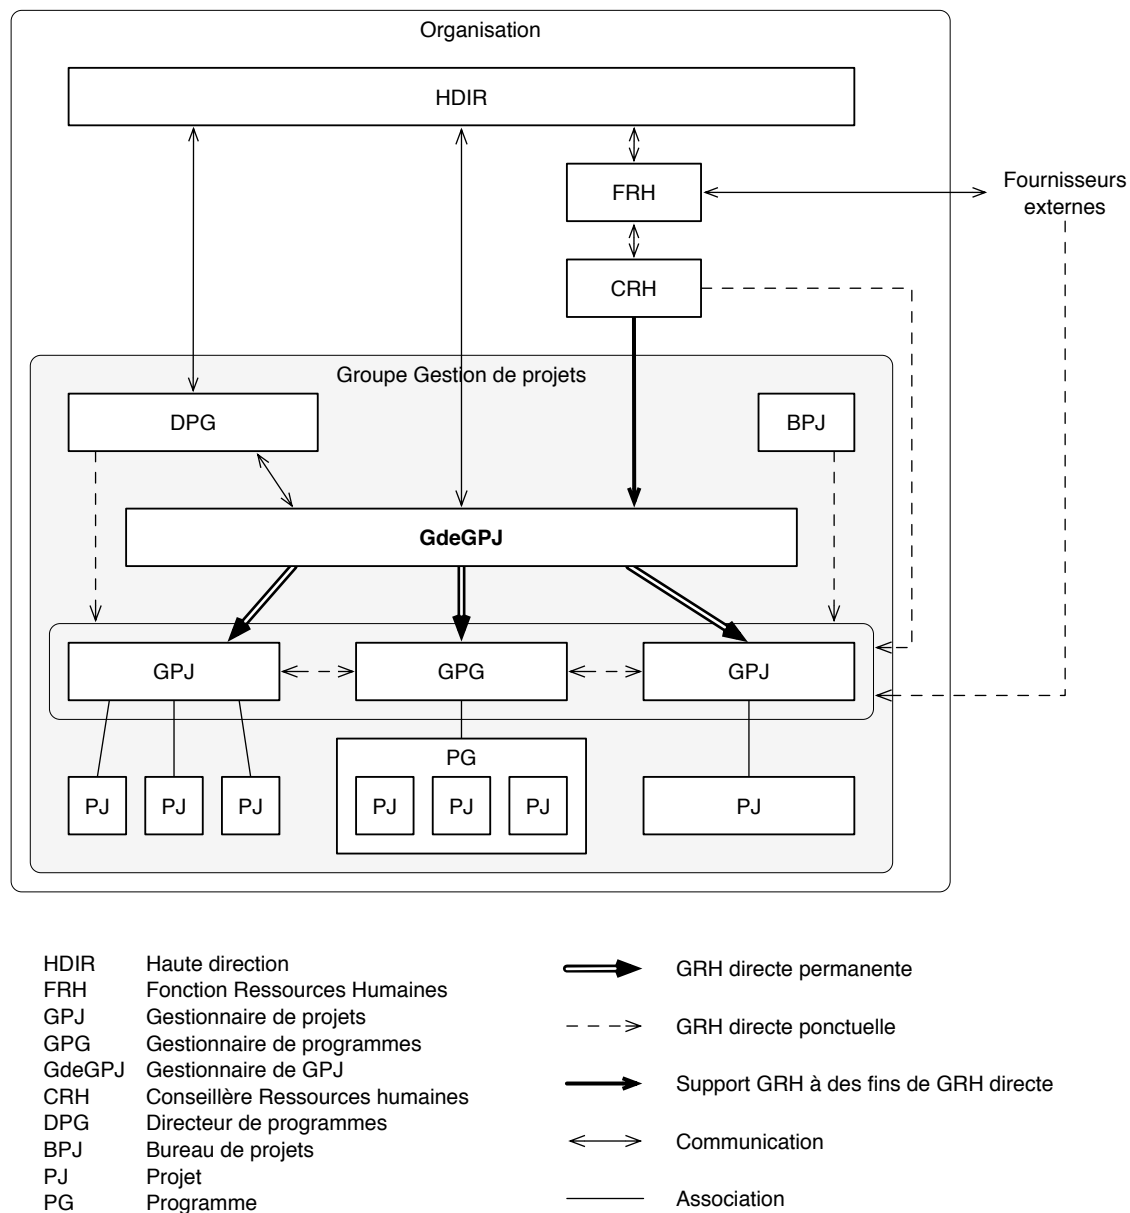 Organisation
HDIR
FRH
Fournisseurs
externes
CRH
Groupe Gestion de projets
DPG
BPJ
GdeGPJ
GPJ
GPG
GPJ
PG
PJ
PJ
PJ
PJ
PJ
PJ
PJ
HDIR Haute direction
FRH Fonction Ressources Humaines
GPJ Gestionnaire de projets
GPG Gestionnaire de programmes
GdeGPJ Gestionnaire de GPJ
CRH Conseillère Ressources humaines
DPG Directeur de programmes
BPJ Bureau de projets
PJ Projet
PG Programme
GRH directe permanente
GRH directe ponctuelle
Support GRH à des fins de GRH directe
Communication
Association